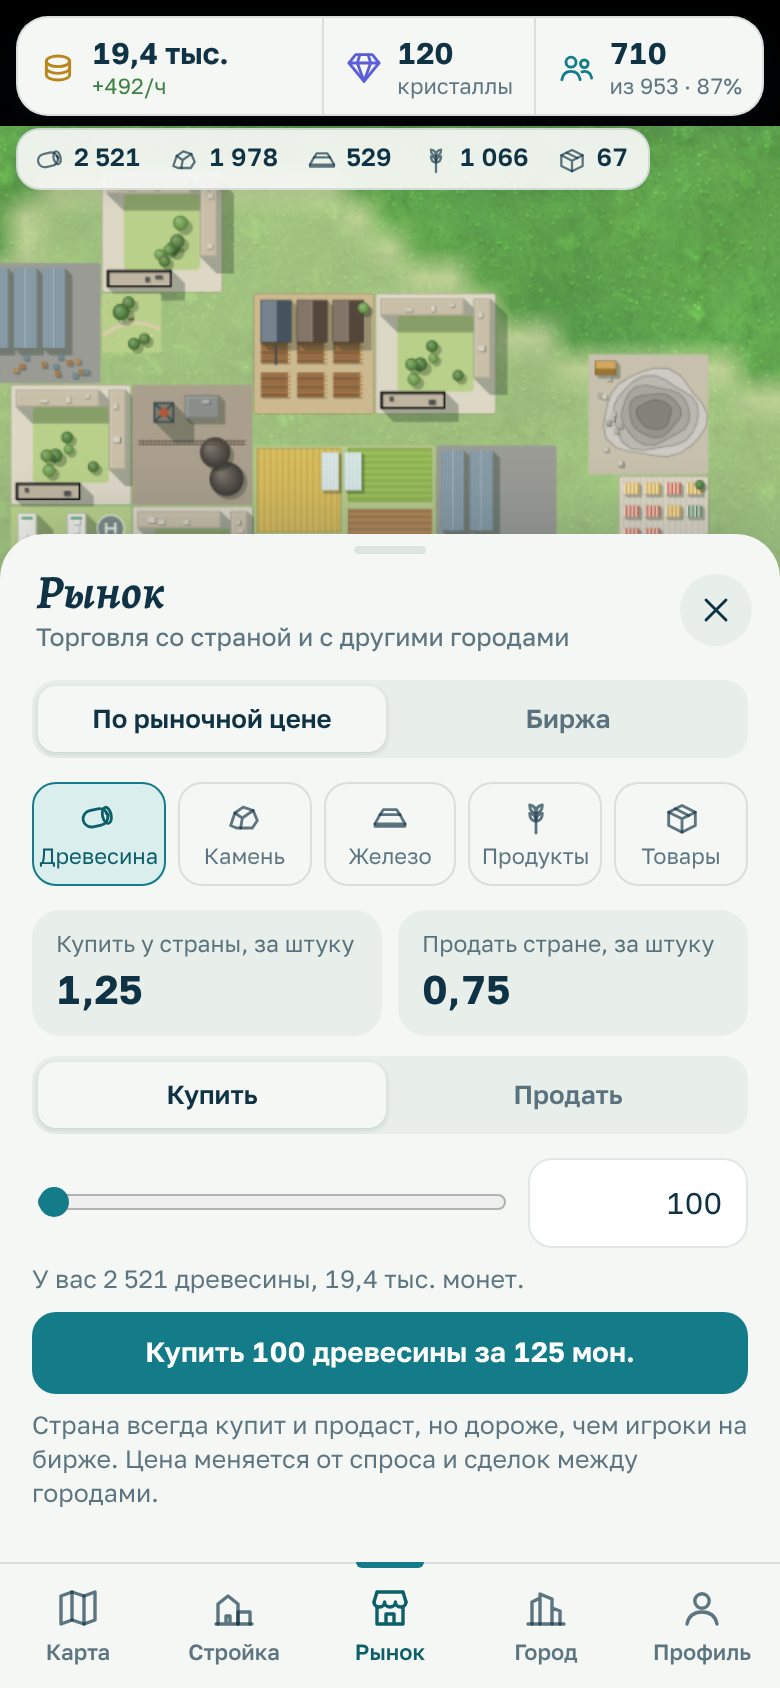 19,4 тыс.
+492/ч
120
кристаллы
710
из 953 · 87%
2 521
1 978
529
1 066
67
H
Рынок
Торговля со страной и с другими городами
По рыночной цене
Биржа
Древесина
Камень
Железо
Продукты
Товары
Купить у страны, за штуку
1,25
Продать стране, за штуку
0,75
Купить
Продать
100
У вас 2 521 древесины, 19,4 тыс. монет.
Купить 100 древесины за 125 мон.
Страна всегда купит и продаст, но дороже, чем игроки на
бирже. Цена меняется от спроса и сделок между
городами.
Карта
Стройка
Рынок
Город
Профиль